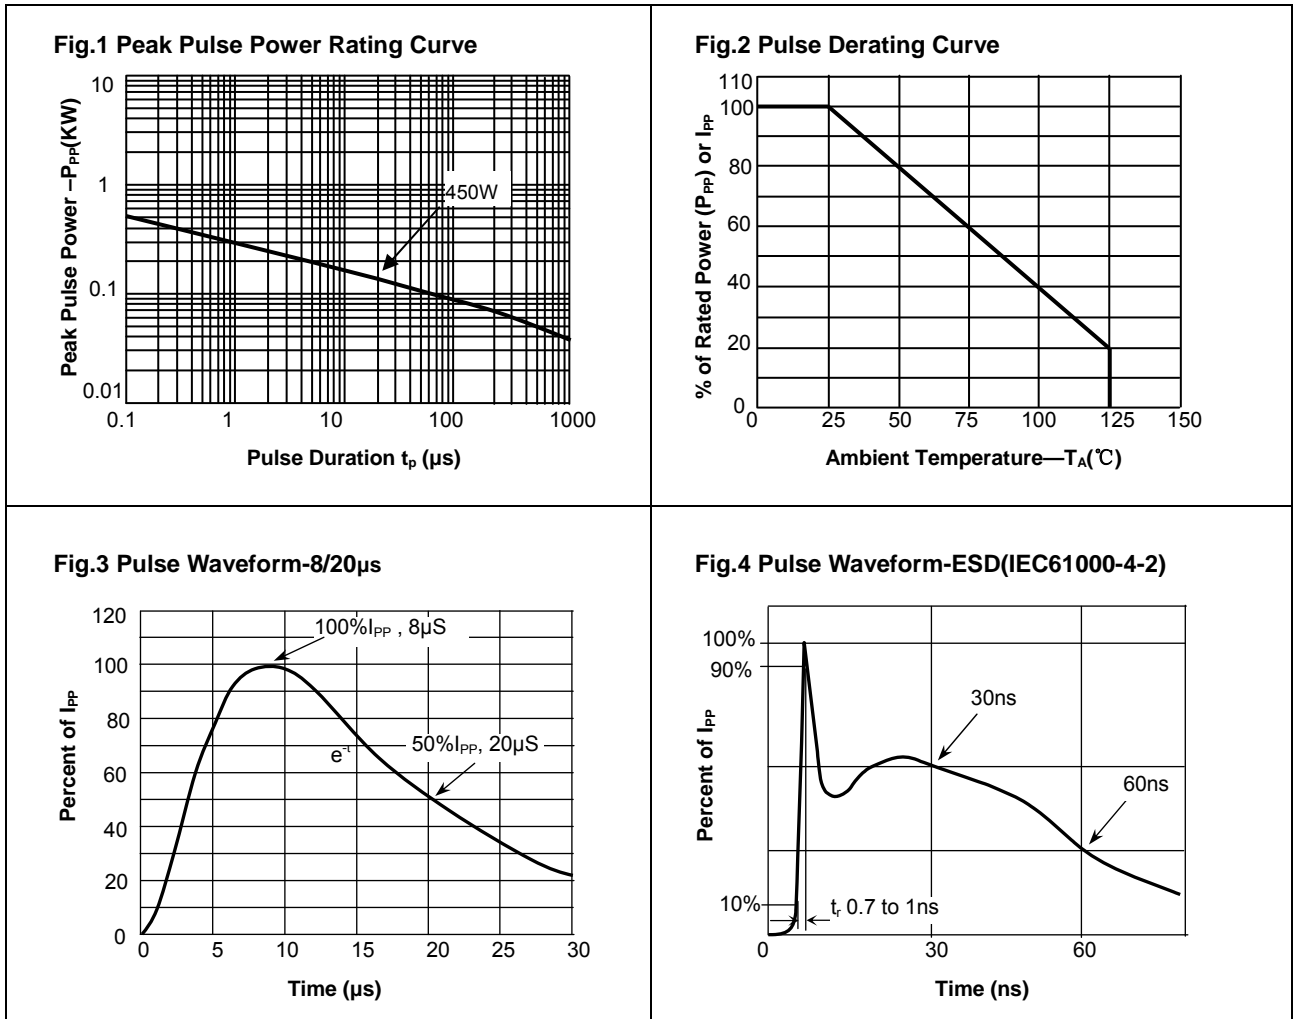 Fig.1 Peak Pulse Power Rating Curve
Peak Pulse Power –PPP(KW)
10
1
0.1
0.01
450W
0.1 1 10 100 1000
Pulse Duration tp (µs)
Fig.2 Pulse Derating Curve
% of Rated Power (PPP) or IPP
110
100
80
60
40
20
0
25 50 75 100 125 150
Ambient Temperature—TA(℃)
Fig.3 Pulse Waveform-8/20µs
Percent of IPP
120
100
80
60
40
20
0
100%IPP , 8µS
e-t
50%IPP, 20µS
0 5 10 15 20 25 30
Time (µs)
Fig.4 Pulse Waveform-ESD(IEC61000-4-2)
Percent of IPP
100%
90%
10%
30ns
60ns
tr 0.7 to 1ns
0 30 60
Time (ns)